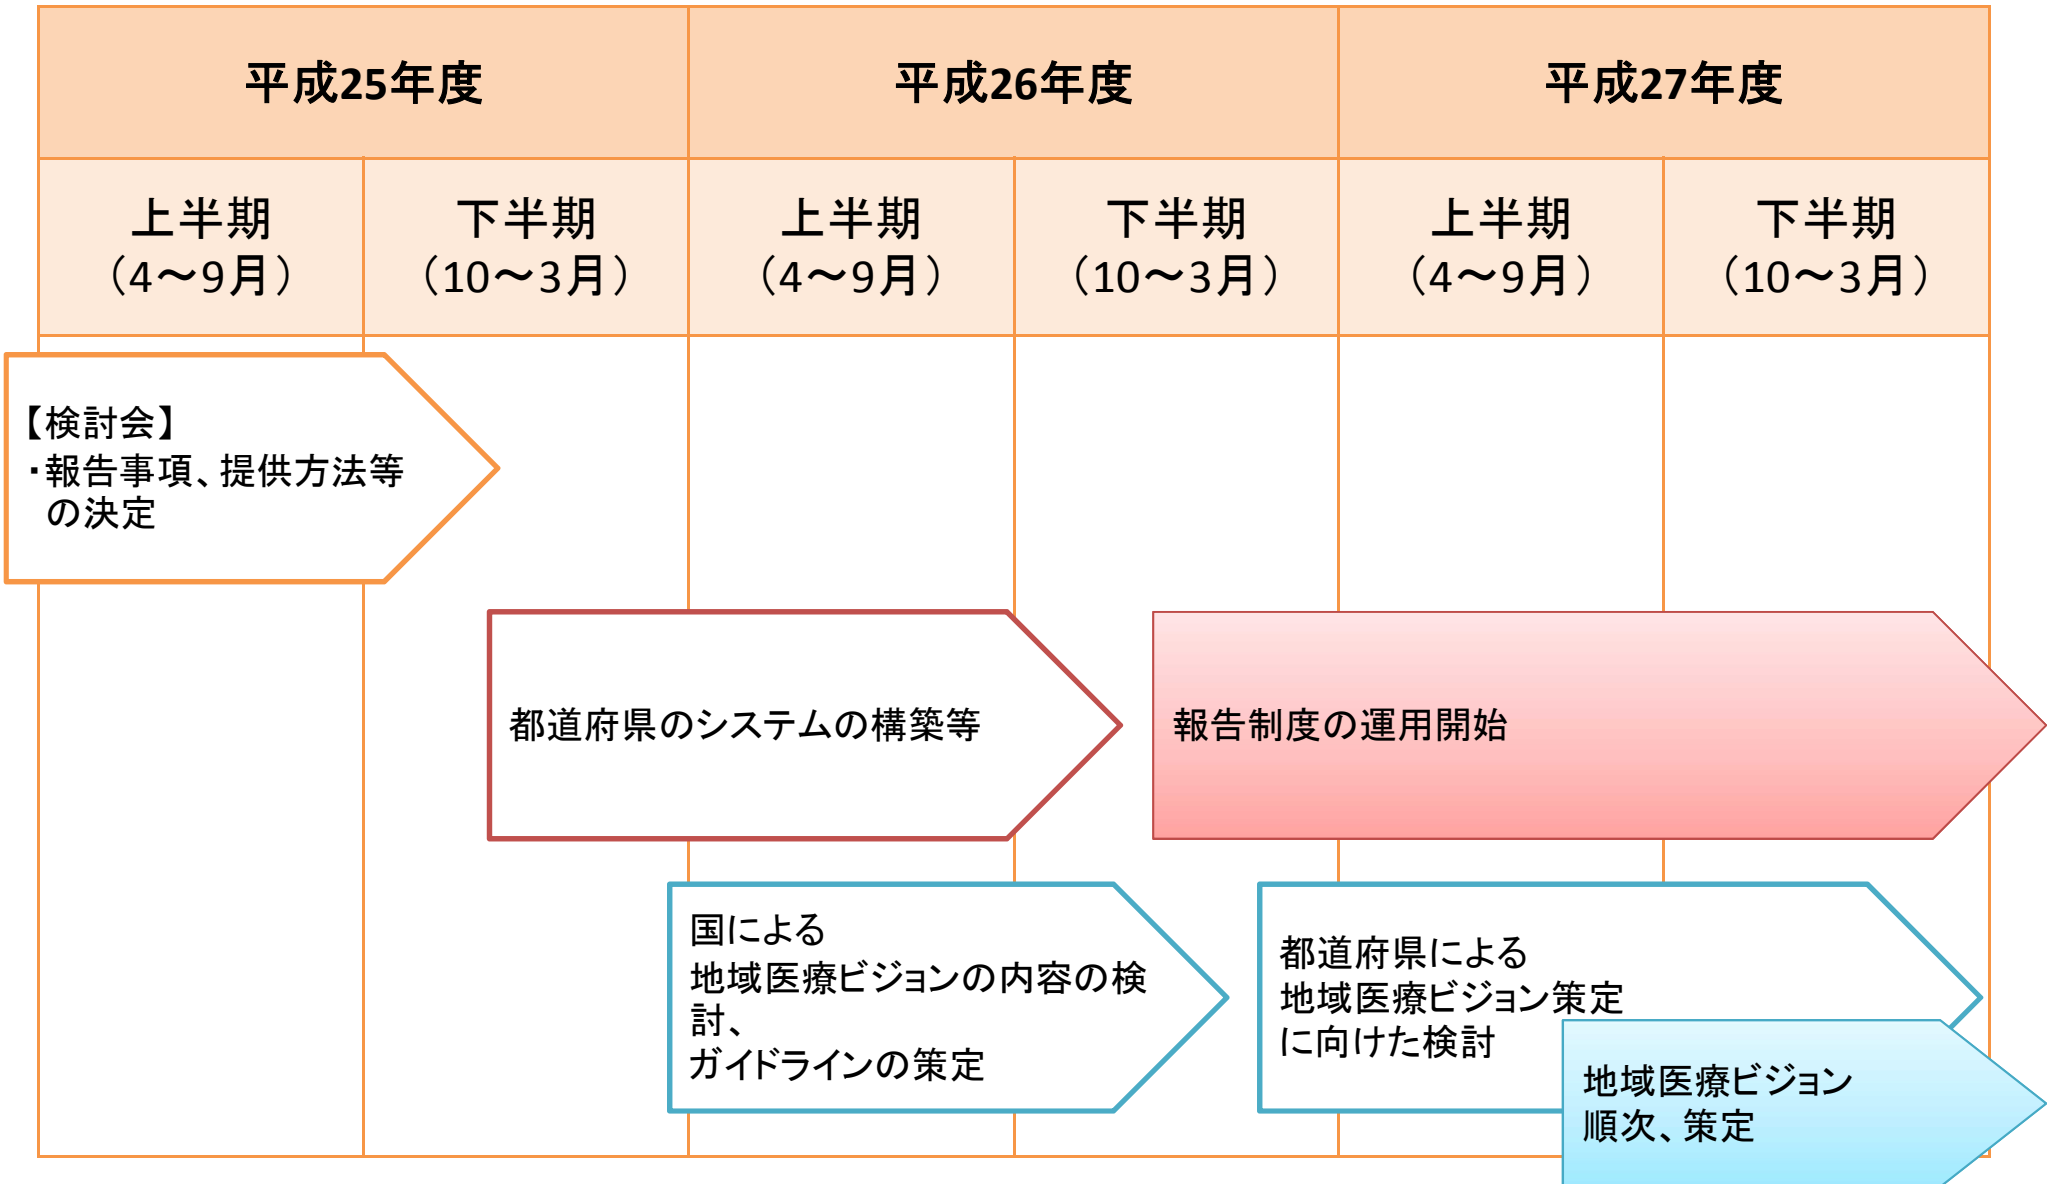 平成25年度
平成26年度
平成27年度
上半期
（4～9月）
下半期
（10～3月）
上半期
（4～9月）
下半期
（10～3月）
上半期
（4～9月）
下半期
（10～3月）
【検討会】
・報告事項、提供方法等
の決定
都道府県のシステムの構築等
報告制度の運用開始
国による
地域医療ビジョンの内容の検
討、
ガイドラインの策定
都道府県による
地域医療ビジョン策定
に向けた検討
地域医療ビジョン
順次、策定